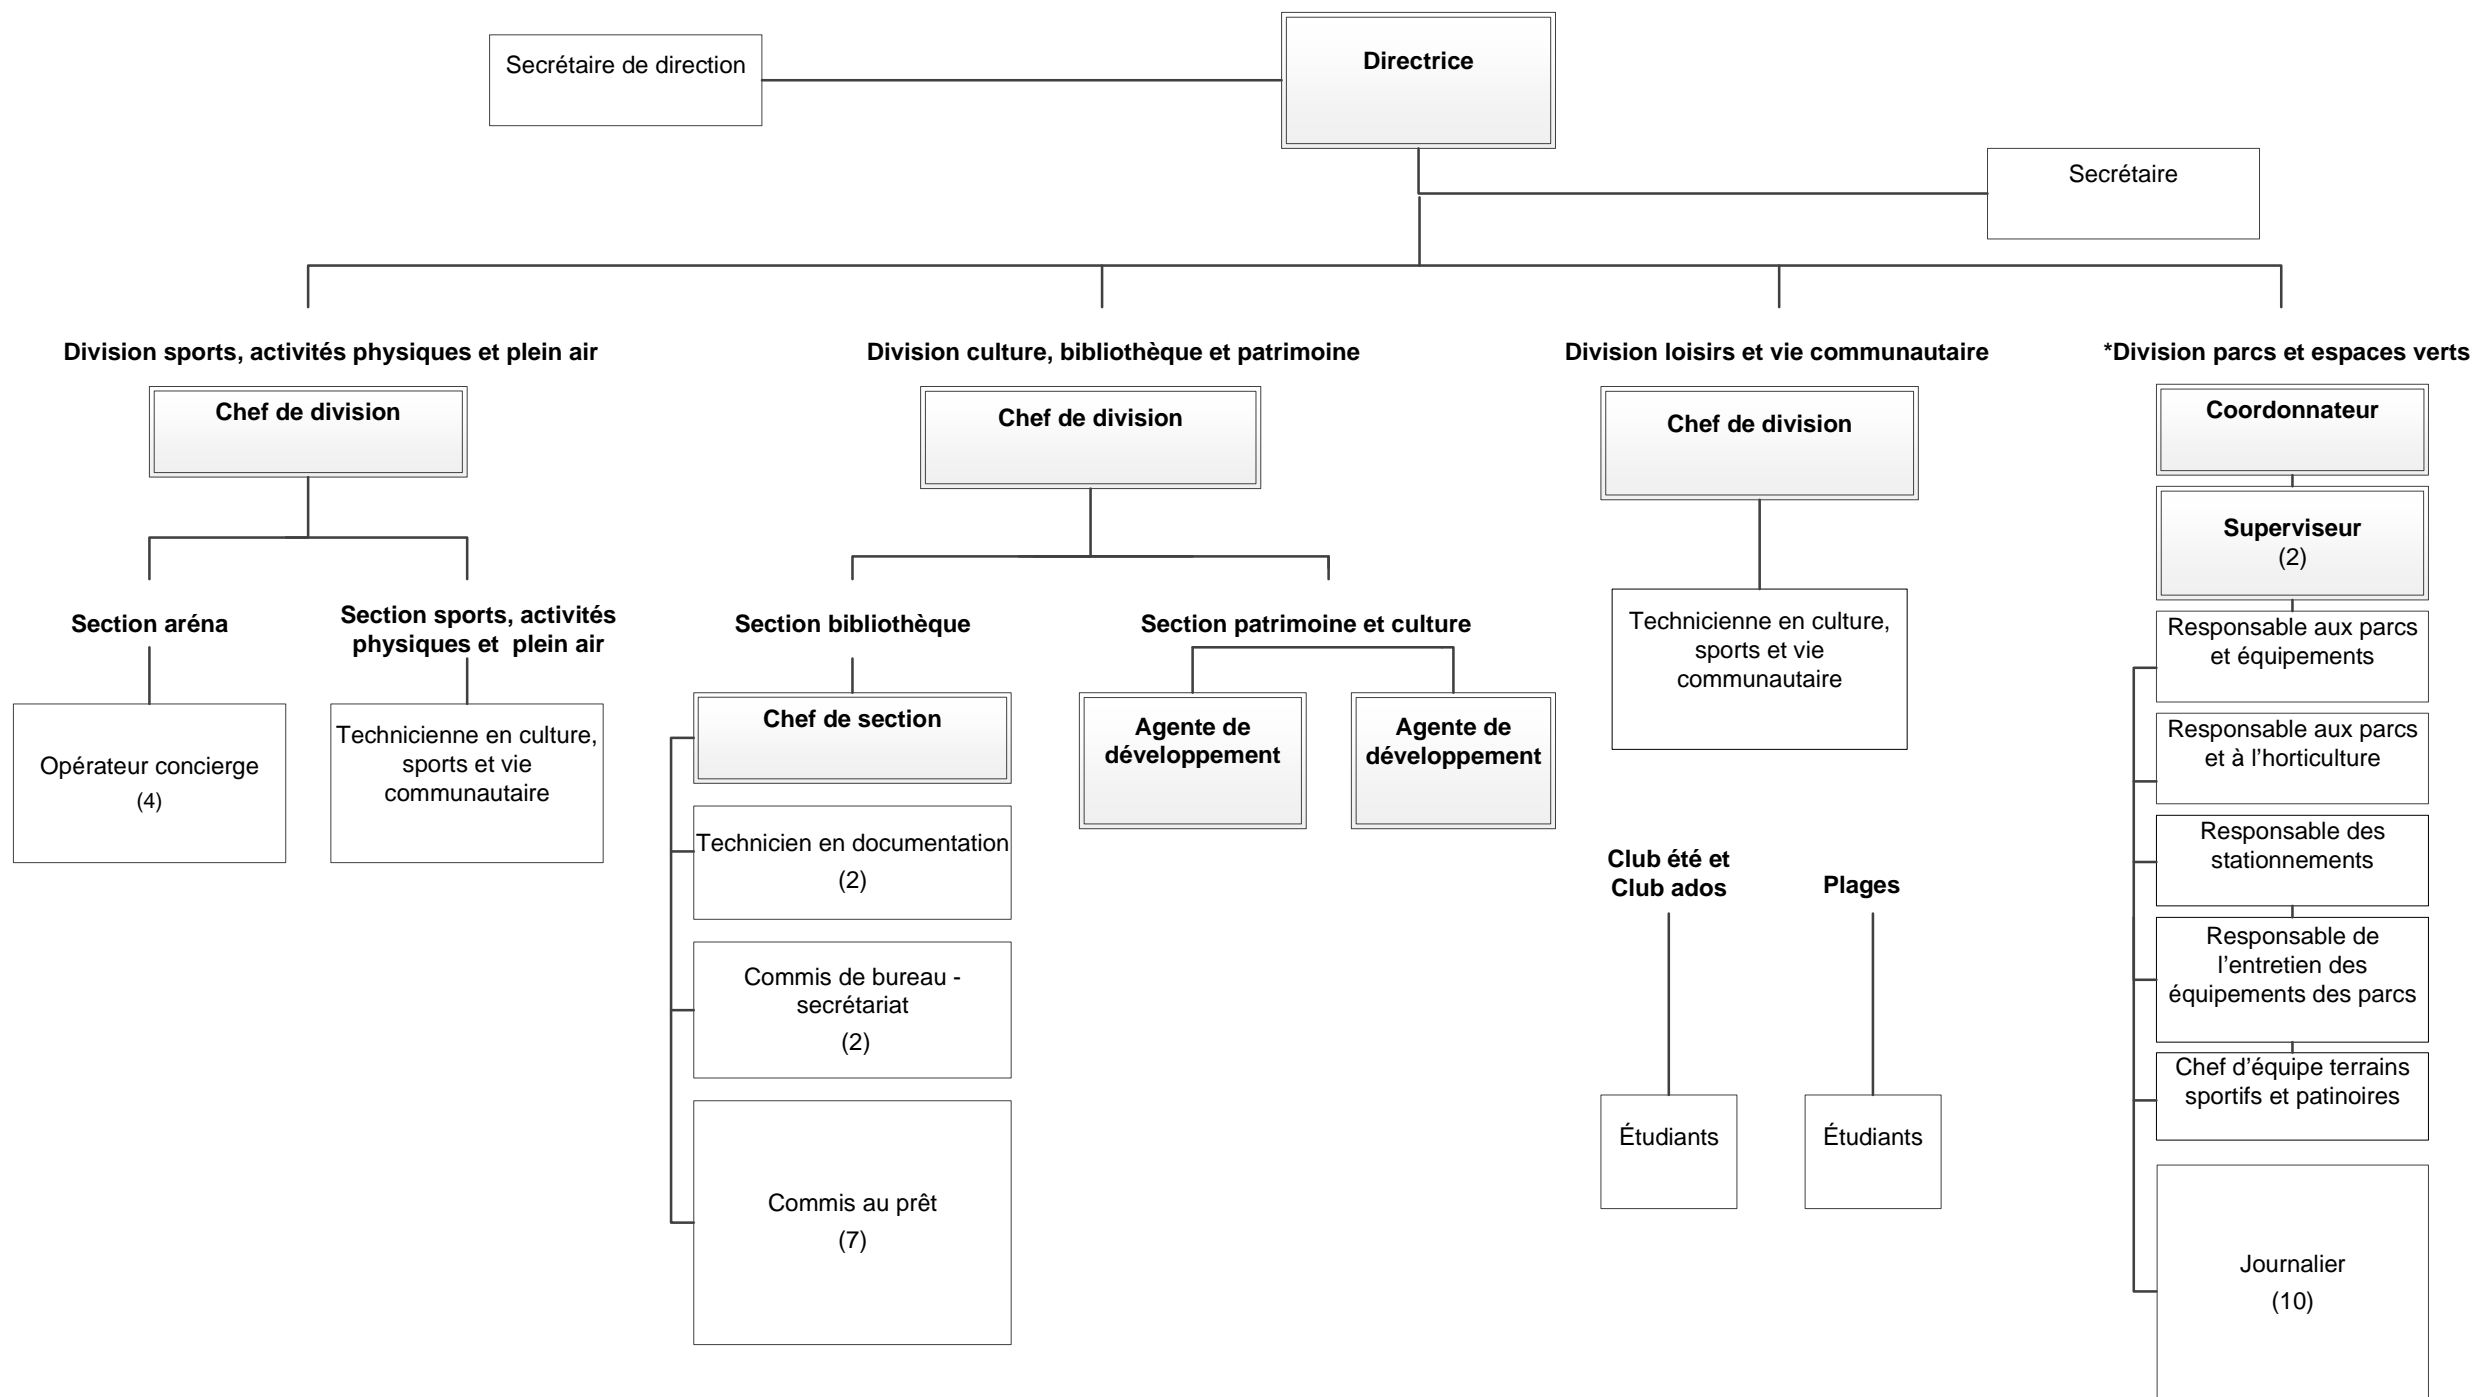 Secrétaire de direction
Directrice
Secrétaire
Division sports, activités physiques et plein air
Chef de division
Section aréna
Opérateur concierge
(4)
Section sports, activités
physiques et  plein air
Technicienne en culture,
sports et vie
communautaire
Division culture, bibliothèque et patrimoine
Chef de division
Section bibliothèque
Chef de section
Technicien en documentation
(2)
Commis de bureau -
secrétariat
(2)
Commis au prêt
(7)
Section patrimoine et culture
Agente de
développement
Agente de
développement
Division loisirs et vie communautaire
Chef de division
Technicienne en culture,
sports et vie
communautaire
Club été et
Club ados
Étudiants
Plages
Étudiants
*Division parcs et espaces verts
Coordonnateur
Superviseur
(2)
Responsable aux parcs
et équipements
Responsable aux parcs
et à l’horticulture
Responsable des
stationnements
Responsable de
l’entretien des
équipements des parcs
Chef d’équipe terrains
sportifs et patinoires
Journalier
(10)